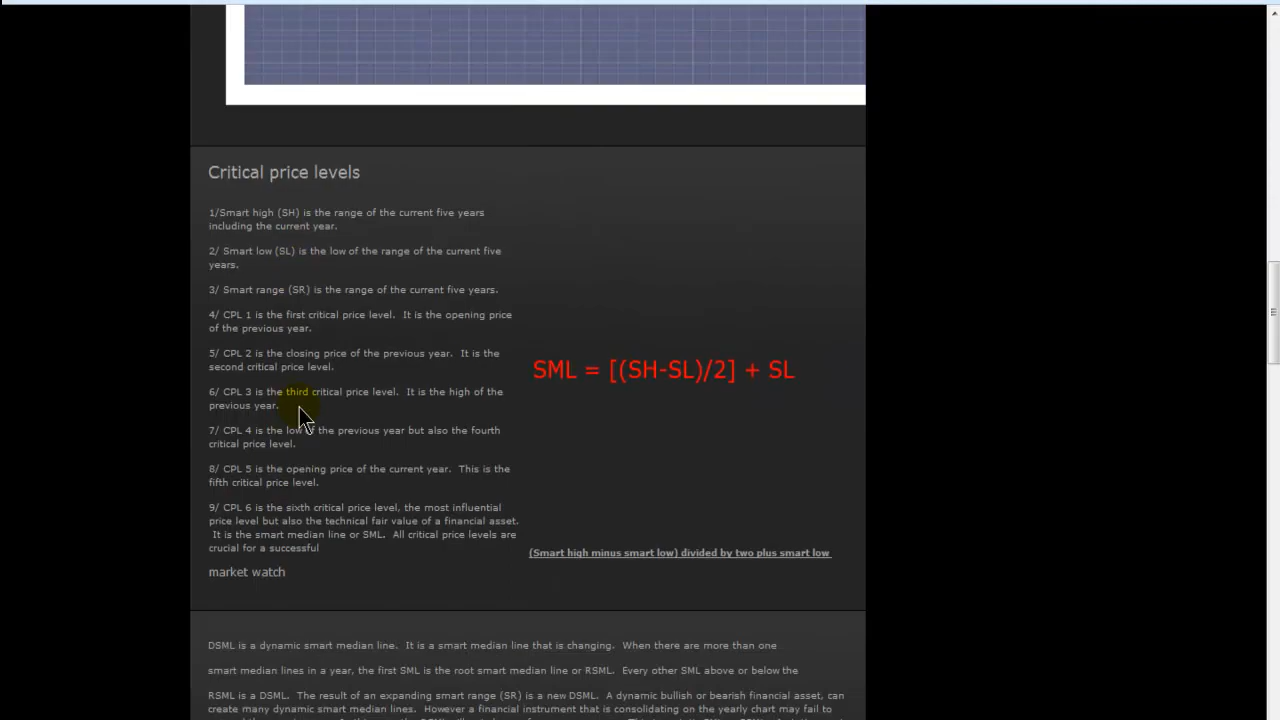 Critical price levels
1/Smart high (SH) is the range of the current five years
including the current year.
2/ Smart low (SL) is the low of the range of the current five
years.
3/ Smart range (SR) is the range of the current five years.
4/ CPL 1 is the first critical price level.  It is the opening price
of the previous year.
5/ CPL 2 is the closing price of the previous year.  It is the
second critical price level.
SML = [(SH-SL)/2] + SL
6/ CPL 3 is the third critical price level.  It is the high of the
previous year.
7/ CPL 4 is the low of the previous year but also the fourth
critical price level.
8/ CPL 5 is the opening price of the current year.  This is the
fifth critical price level.
9/ CPL 6 is the sixth critical price level, the most influential
price level but also the technical fair value of a financial asset.
It is the smart median line or SML.  All critical price levels are
crucial for a successful
(Smart high minus smart low) divided by two plus smart low
market watch
DSML is a dynamic smart median line.  It is a smart median line that is changing.  When there are more than one
smart median lines in a year, the first SML is the root smart median line or RSML.  Every other SML above or below the
RSML is a DSML.  The result of an expanding smart range (SR) is a new DSML.  A dynamic bullish or bearish financial asset, can
create many dynamic smart median lines.  However a financial instrument that is consolidating on the yearly chart may fail to